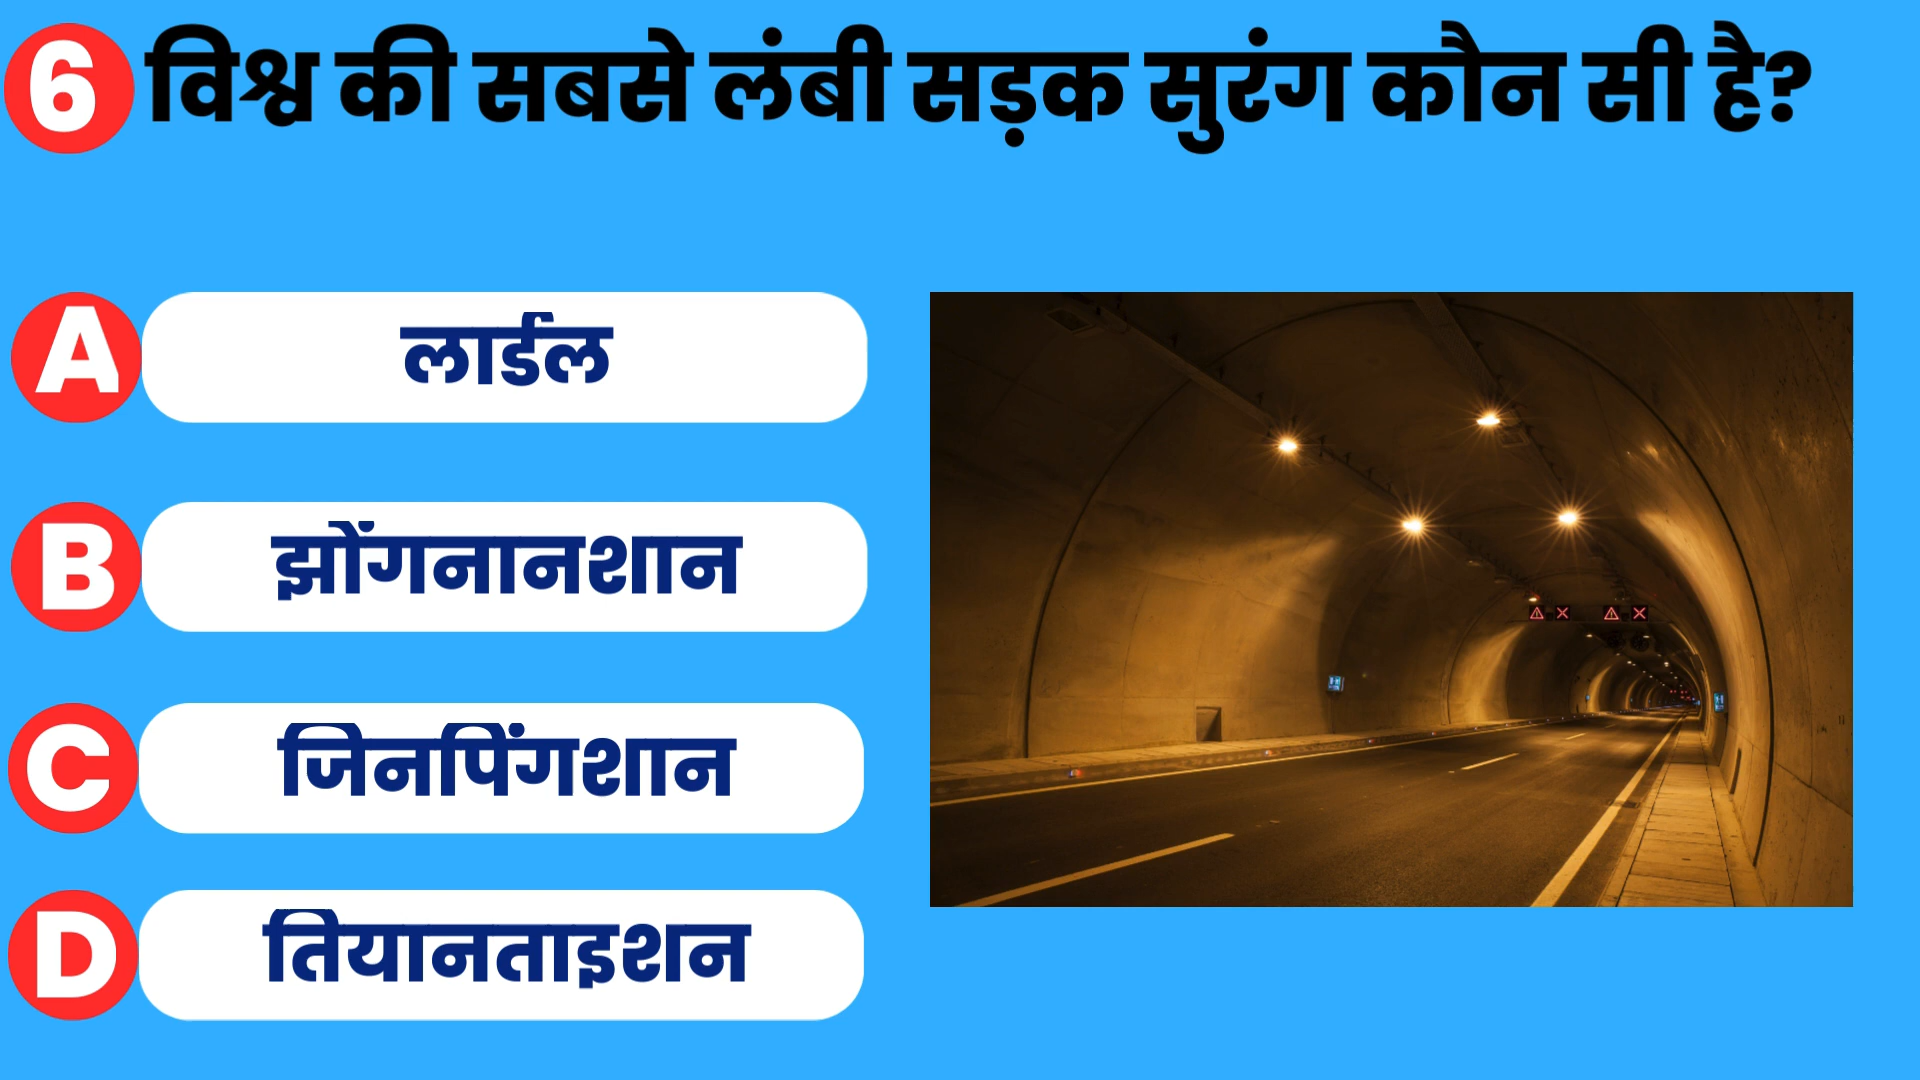 6 विश्व की सबसे लंबी सड़क सुरंग कौन सी है?
A लार्डल
B झोंगनानशान
C जिनपिंगशान
D तियानताइशन